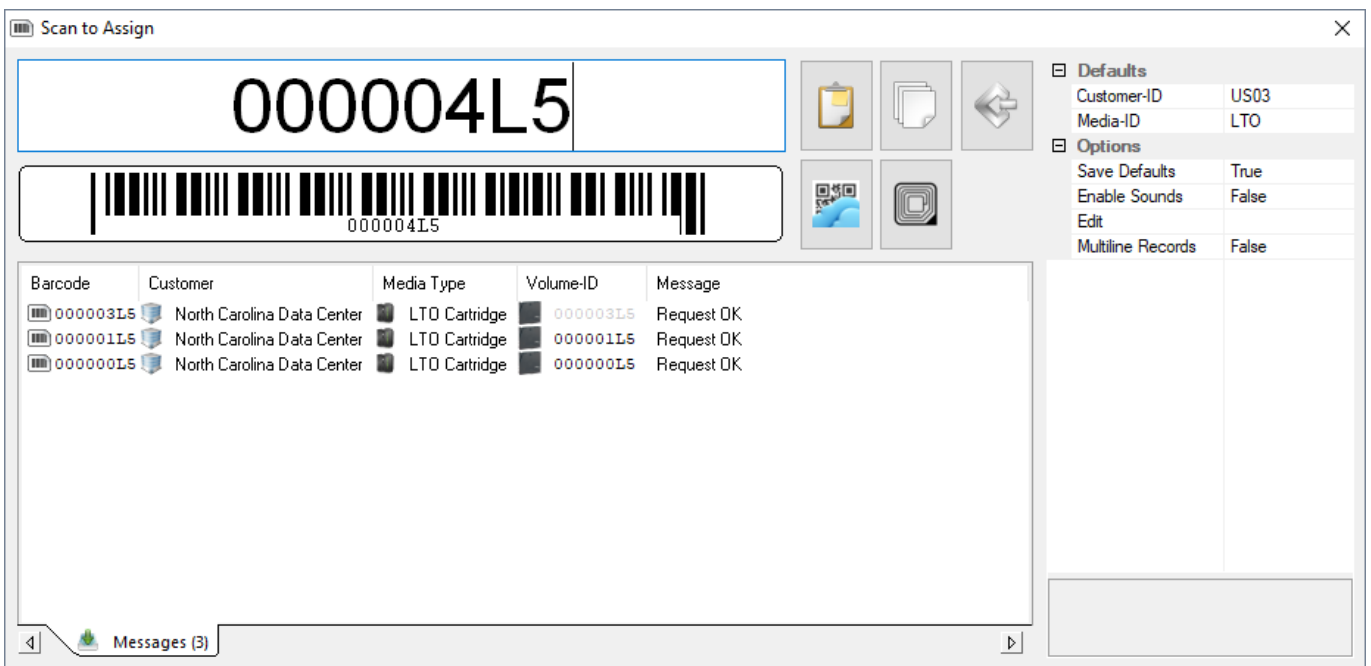 Scan to Assign
000004L5
000004L5
Barcode Customer Media Type Volume-ID Message
000003L5 North Carolina Data Center LTO Cartridge 000003L5 Request OK
000001L5 North Carolina Data Center LTO Cartridge 000001L5 Request OK
000000L5 North Carolina Data Center LTO Cartridge 000000L5 Request OK
Messages (3)
Defaults
Customer-ID US03
Media-ID LTO
Options
Save Defaults True
Enable Sounds False
Edit
Multiline Records False